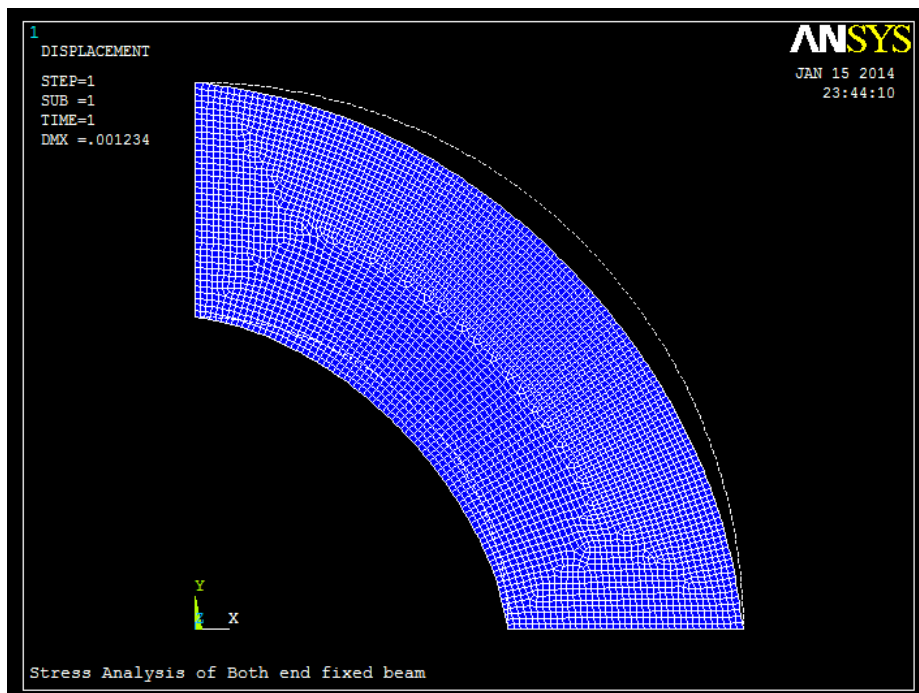 1
ANSYS
DISPLACEMENT
STEP=1
SUB =1
TIME=1
DMX =.001234
JAN 15 2014
23:44:10
Y
Z
X
Stress Analysis of Both end fixed beam